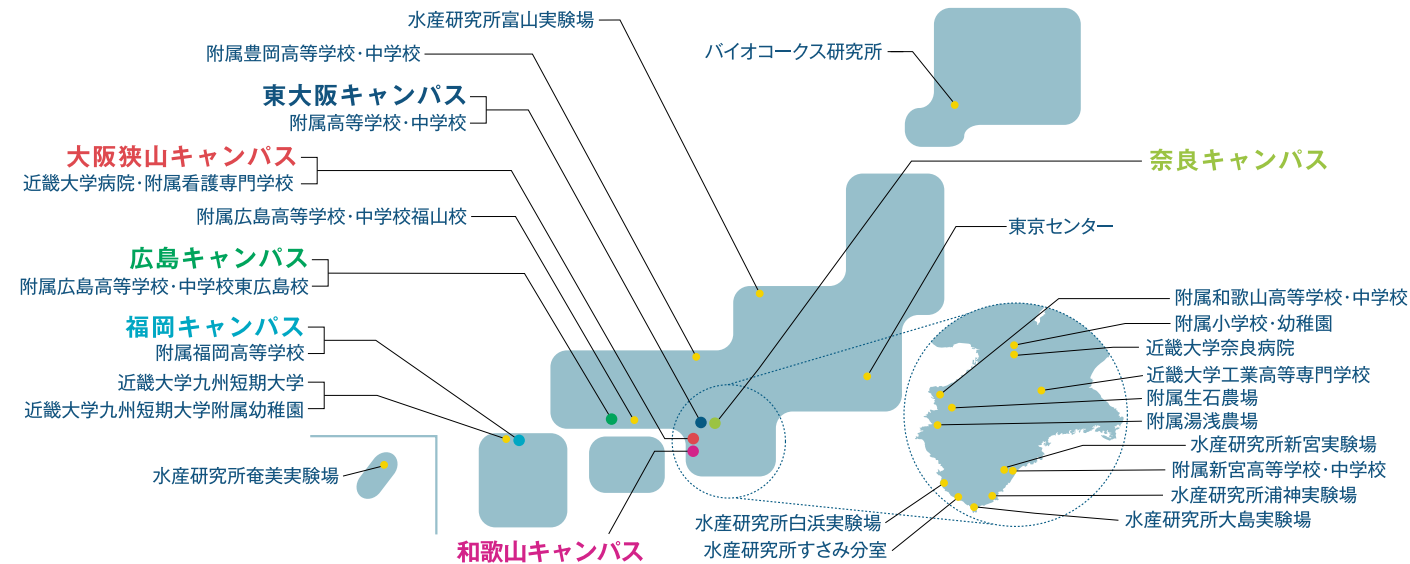 水産研究所富山実験場
附属豊岡高等学校・中学校
東大阪キャンパス
附属高等学校・中学校
大阪狭山キャンパス
近畿大学病院・附属看護専門学校
附属広島高等学校・中学校福山校
広島キャンパス
附属広島高等学校・中学校東広島校
福岡キャンパス
附属福岡高等学校
近畿大学九州短期大学
近畿大学九州短期大学附属幼稚園
水産研究所奄美実験場
和歌山キャンパス
バイオコークス研究所
奈良キャンパス
東京センター
附属和歌山高等学校・中学校
附属小学校・幼稚園
近畿大学奈良病院
近畿大学工業高等専門学校
附属生石農場
附属湯浅農場
水産研究所新宮実験場
附属新宮高等学校・中学校
水産研究所浦神実験場
水産研究所大島実験場
水産研究所白浜実験場
水産研究所すさみ分室